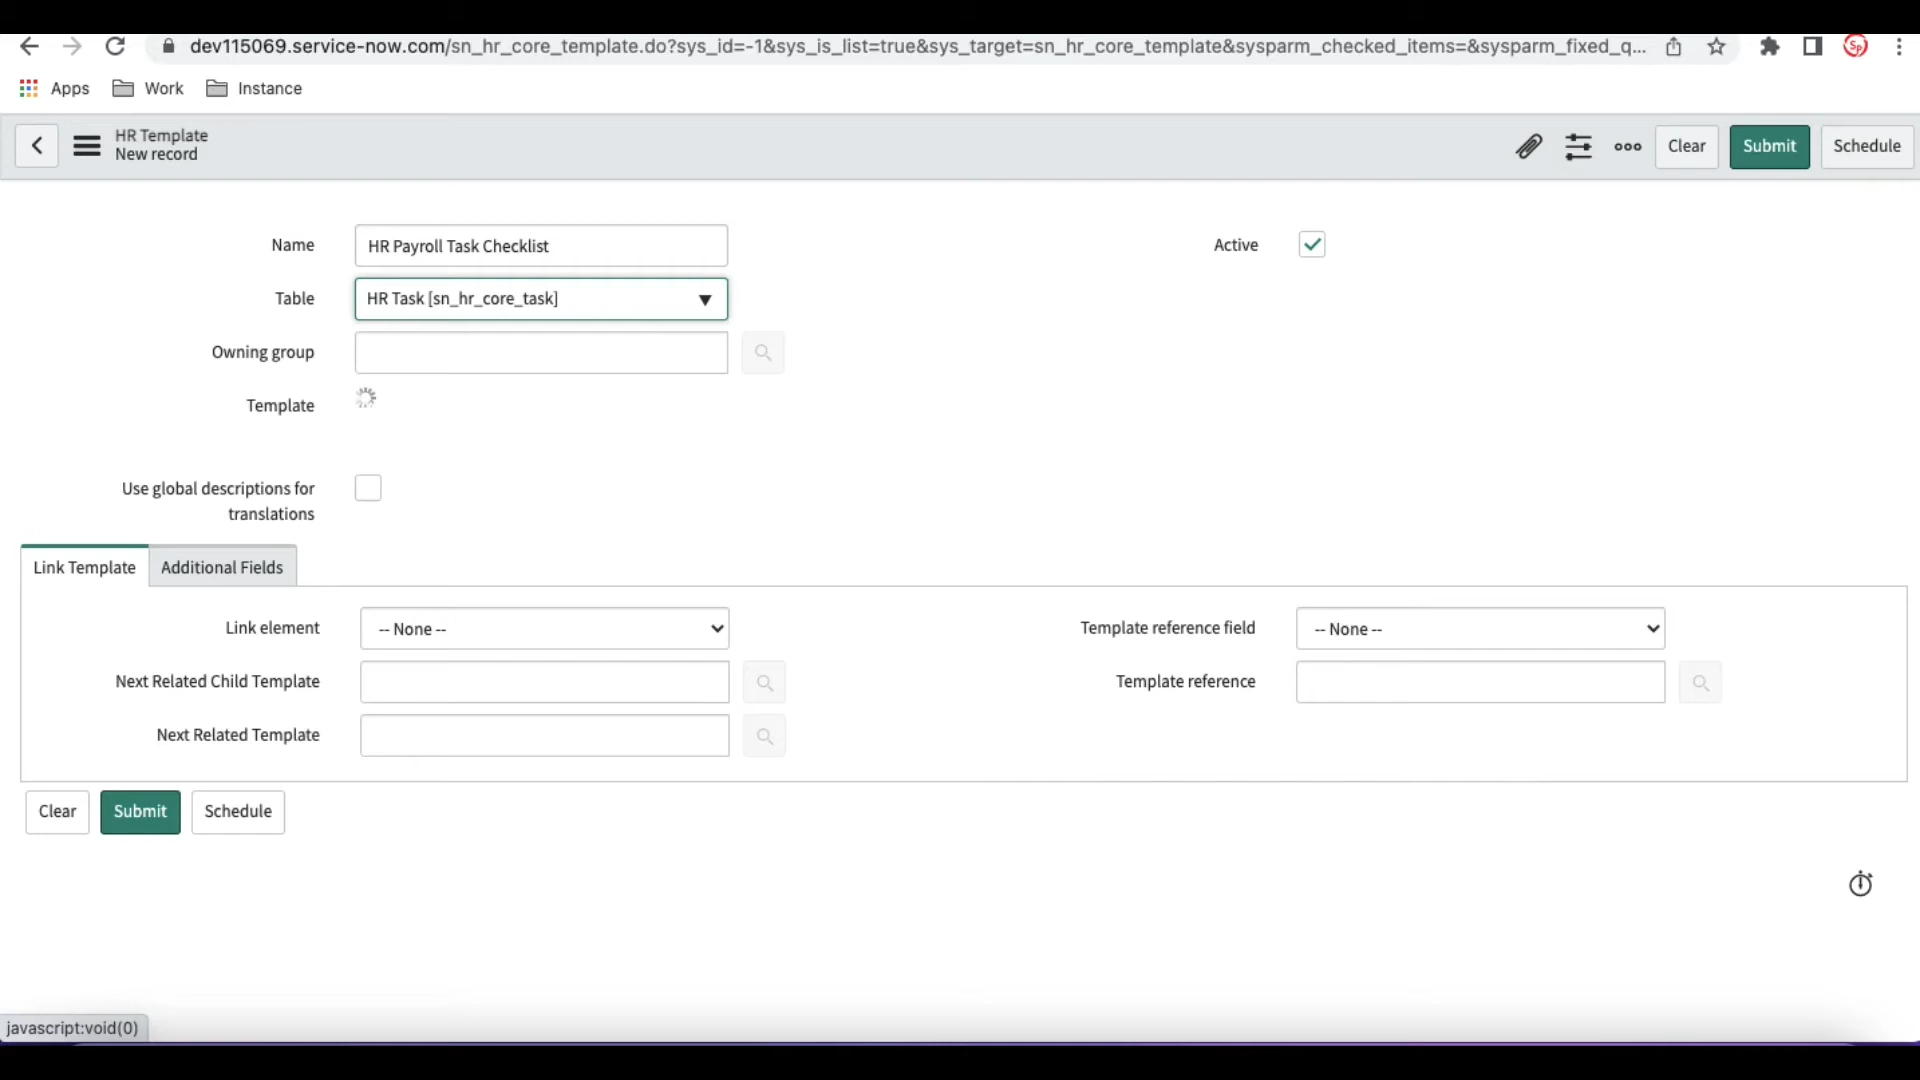 dev115069.service-now.com/sn_hr_core_template.do?sys_id=-1&sys_is_list=true&sys_target=sn_hr_core_template&sysparm_checked_items=&sysparm_fixed_q...
Sp
Apps
Work
Instance
HR Template
New record
Clear
Submit
Schedule
Name
HR Payroll Task Checklist
Active
Table
HR Task [sn_hr_core_task]
Owning group
Template
Use global descriptions for
translations
Link Template
Additional Fields
Link element
-- None --
Template reference field
-- None --
Next Related Child Template
Template reference
Next Related Template
Clear
Submit
Schedule
javascript:void(0)